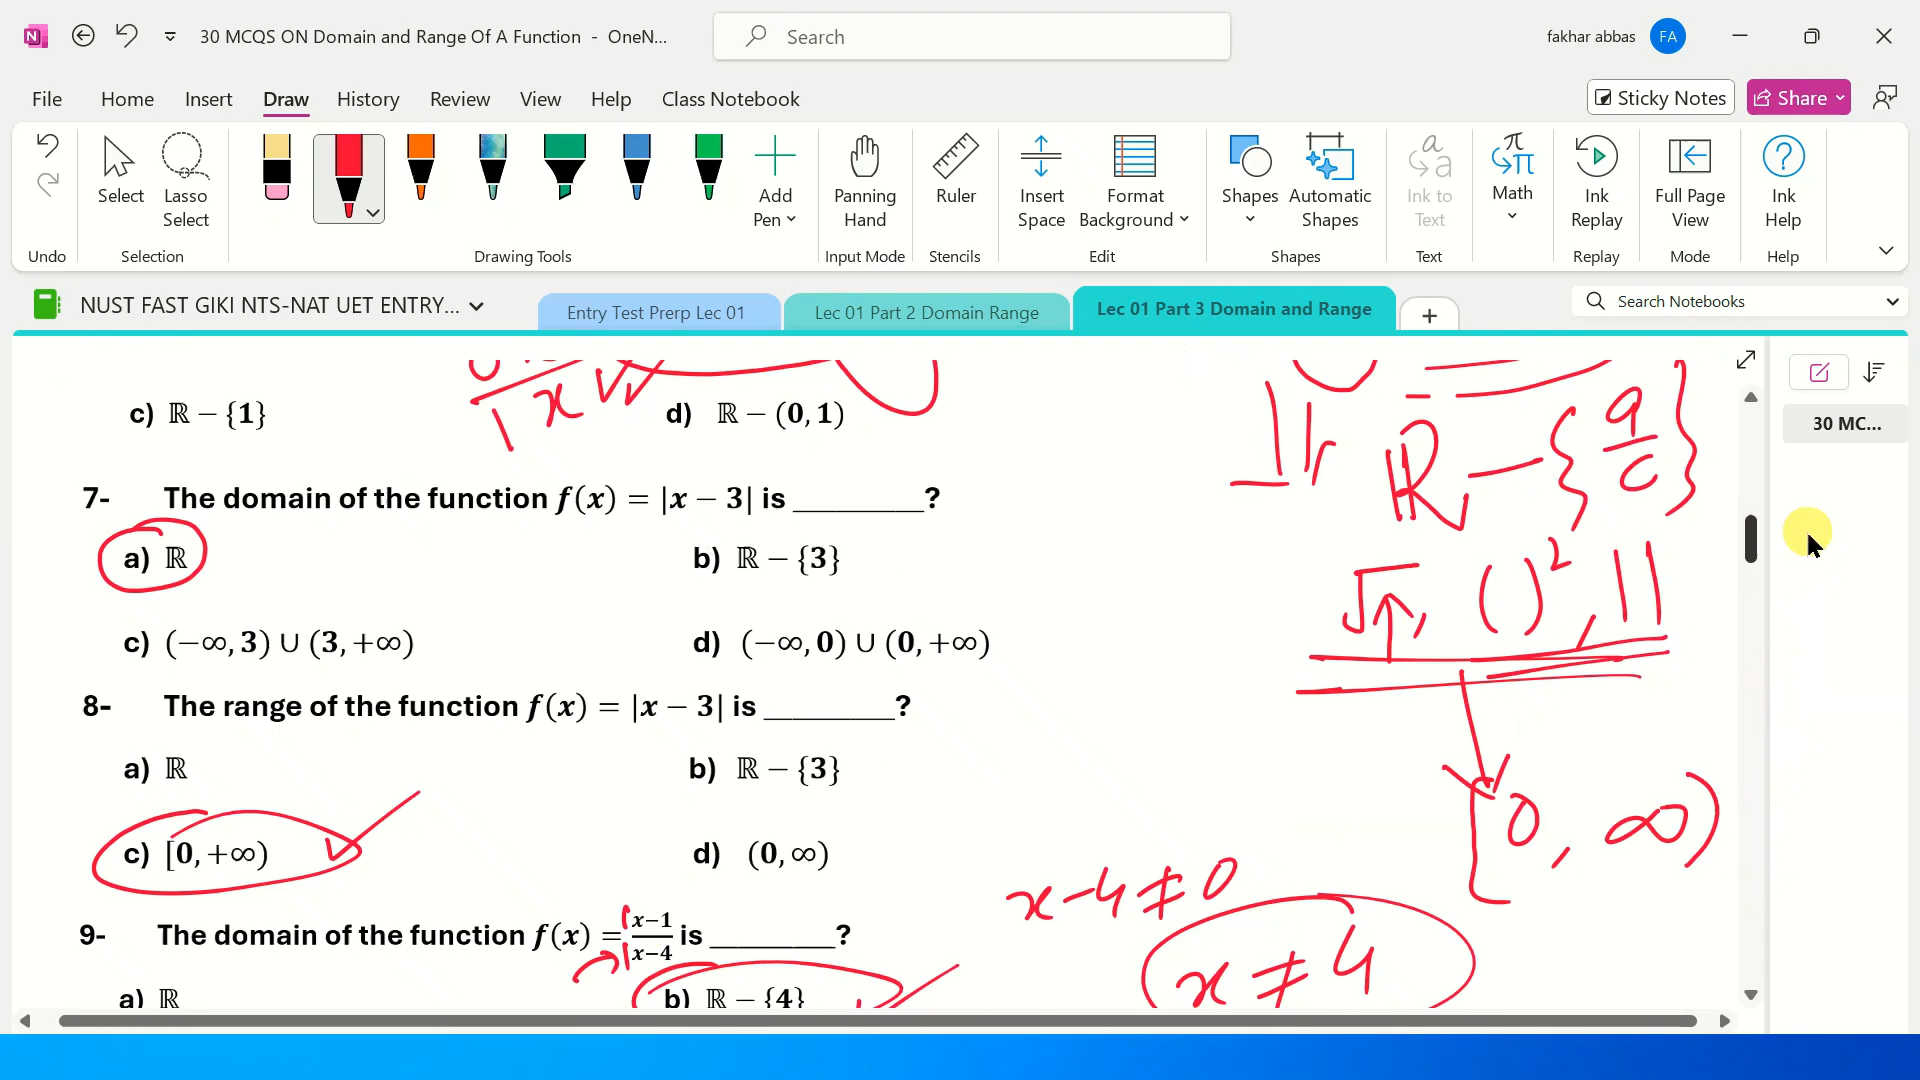 30 MCQS ON Domain and Range Of A Function - OneN...
Search
fakhar abbas
FA
File Home Insert Draw History Review View Help Class Notebook
Sticky Notes
Share
Select
Lasso Select
Add Pen
Panning Hand
Ruler
Insert Space
Format Background
Shapes
Automatic Shapes
Ink to Text
Math
Ink Replay
Full Page View
Ink Help
Undo Selection Drawing Tools Input Mode Stencils Edit Shapes Text Replay Mode Help
NUST FAST GIKI NTS-NAT UET ENTRY...
Entry Test Prerp Lec 01
Lec 01 Part 2 Domain Range
Lec 01 Part 3 Domain and Range
+
Search Notebooks
30 MC...
c) ℝ − {1}
x
d) ℝ − (0, 1)
ℝ − {a/c}
7- The domain of the function f(x) = |x − 3| is _________?
a) ℝ
b) ℝ − {3}
√, ( )², | |
c) (−∞, 3) ∪ (3, +∞)
d) (−∞, 0) ∪ (0, +∞)
8- The range of the function f(x) = |x − 3| is _________?
a) ℝ
b) ℝ − {3}
[0, ∞)
c) [0, +∞)
d) (0, ∞)
x-4≠0
9- The domain of the function f(x) = x−1/x−4 is _________?
x ≠ 4
a) ℝ
b) ℝ − {4}